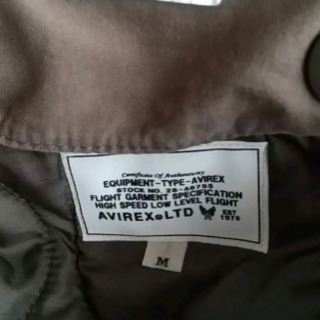 Certificate Of Authenticity
EQUIPMENT-TYPE-AVIREX
STOCK NO. 28-A8755
FLIGHT GARMENT SPECIFICATION
HIGH SPEED LOW LEVEL FLIGHT
AVIREX LTD EST 1975
M